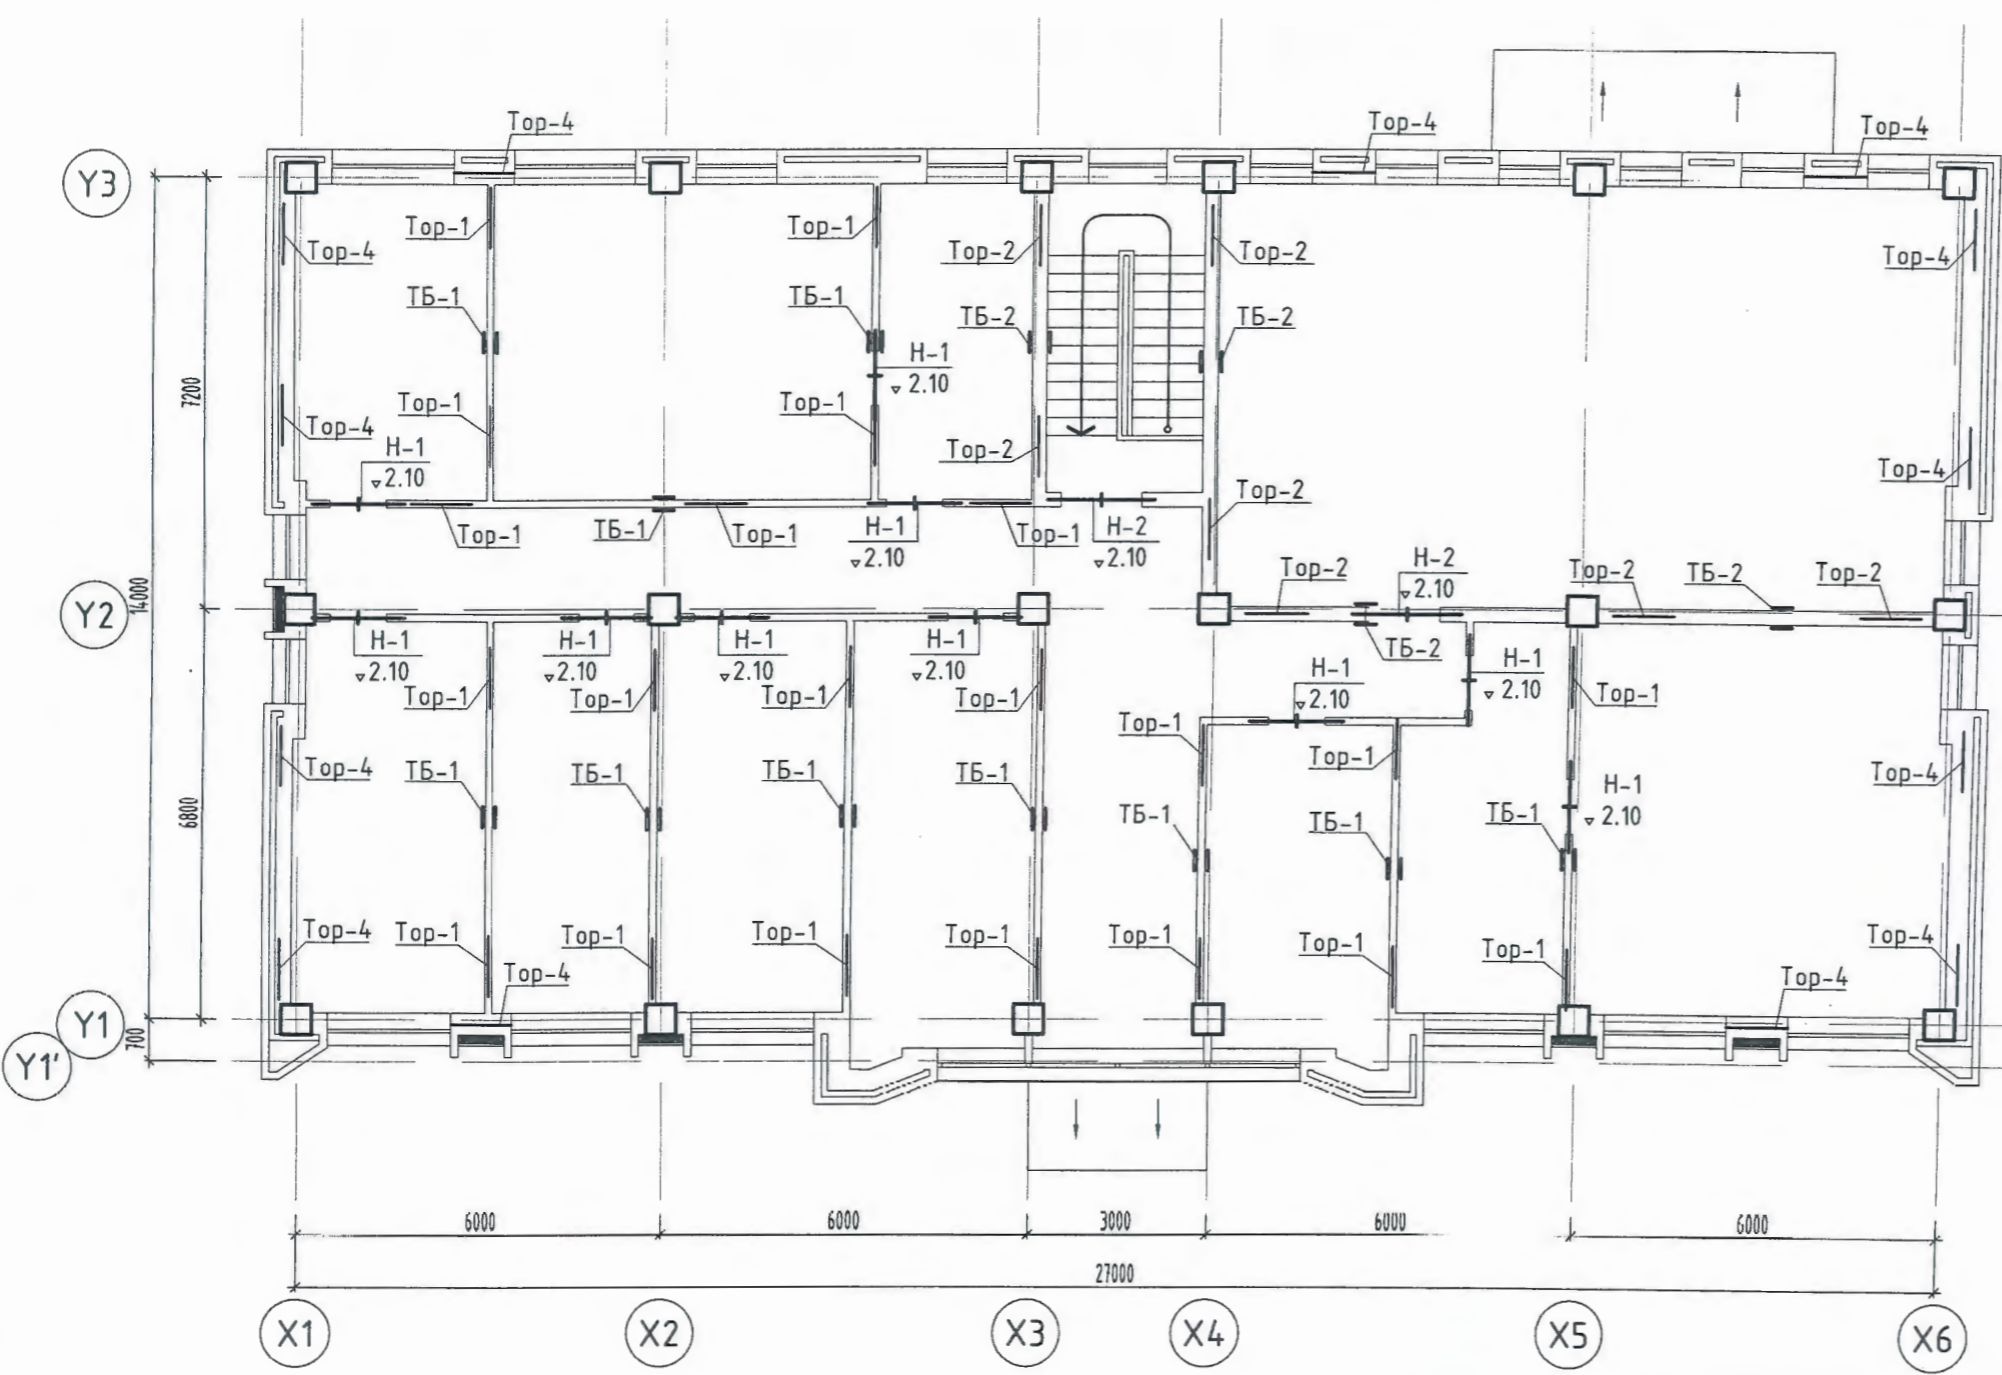 Тор-4
Тор-4
Тор-4
Y3
Тор-1
Тор-1
Тор-4
Тор-2
Тор-2
Тор-4
ТБ-1
ТБ-1
ТБ-2
ТБ-2
Н-1
2.10
7200
Тор-4
Тор-1
Тор-1
Тор-2
Тор-4
Н-1
2.10
Тор-2
Тор-1
ТБ-1
Тор-1
Н-1
2.10
Тор-1
Н-2
2.10
14000
Y2
Тор-2
Н-2
2.10
Тор-2
ТБ-2
Тор-2
Н-1
2.10
Н-1
2.10
Н-1
2.10
Н-1
2.10
ТБ-2
Н-1
2.10
Н-1
2.10
Тор-1
Тор-1
Тор-1
Тор-1
Тор-1
Тор-1
Тор-1
6800
Тор-4
ТБ-1
ТБ-1
ТБ-1
ТБ-1
Тор-4
ТБ-1
ТБ-1
ТБ-1
Н-1
2.10
Тор-4
Тор-1
Тор-1
Тор-1
Тор-1
Тор-1
Тор-1
Тор-1
Тор-4
Тор-4
Тор-4
Y1
700
Y1'
6000
6000
3000
6000
6000
27000
X1
X2
X3
X4
X5
X6